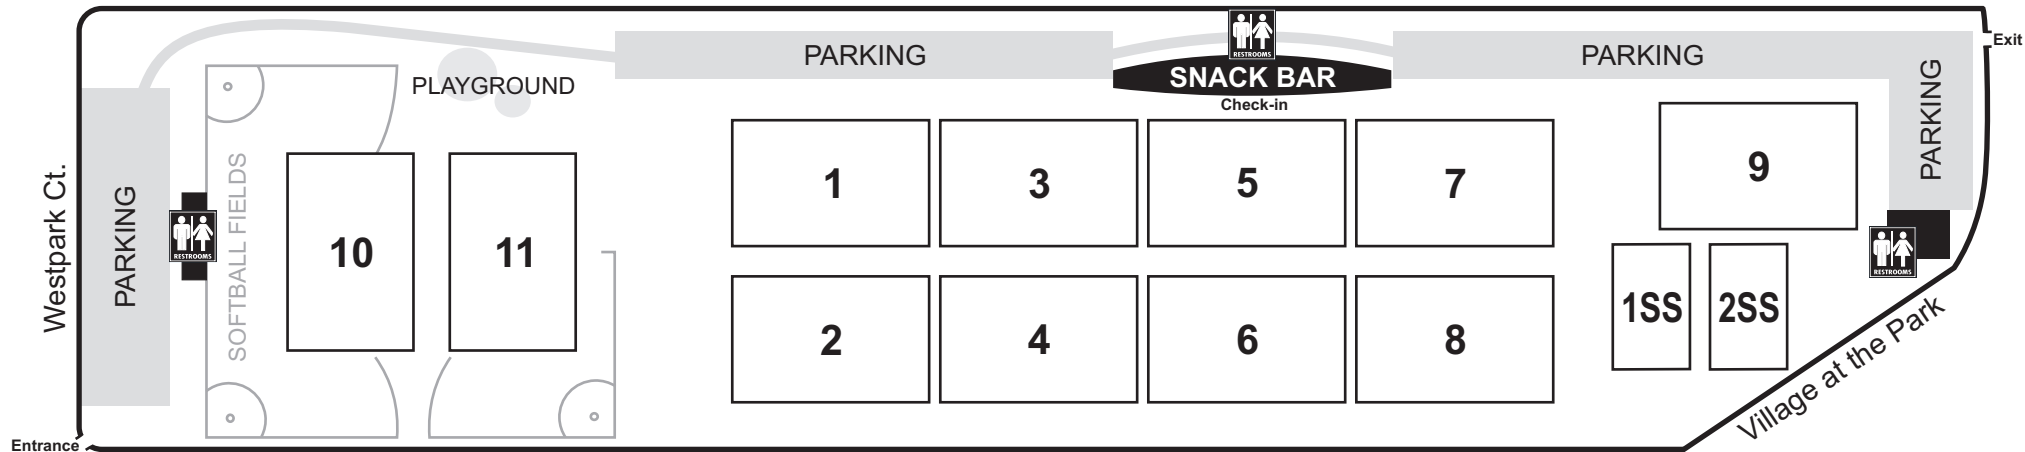 RESTROOMS
Exit
PARKING
PARKING
SNACK BAR
Check-in
PLAYGROUND
PARKING
1
3
5
7
9
Westpark Ct.
PARKING
RESTROOMS
SOFTBALL FIELDS
10
11
RESTROOMS
2
4
6
8
1SS
2SS
Village at the Park
Entrance